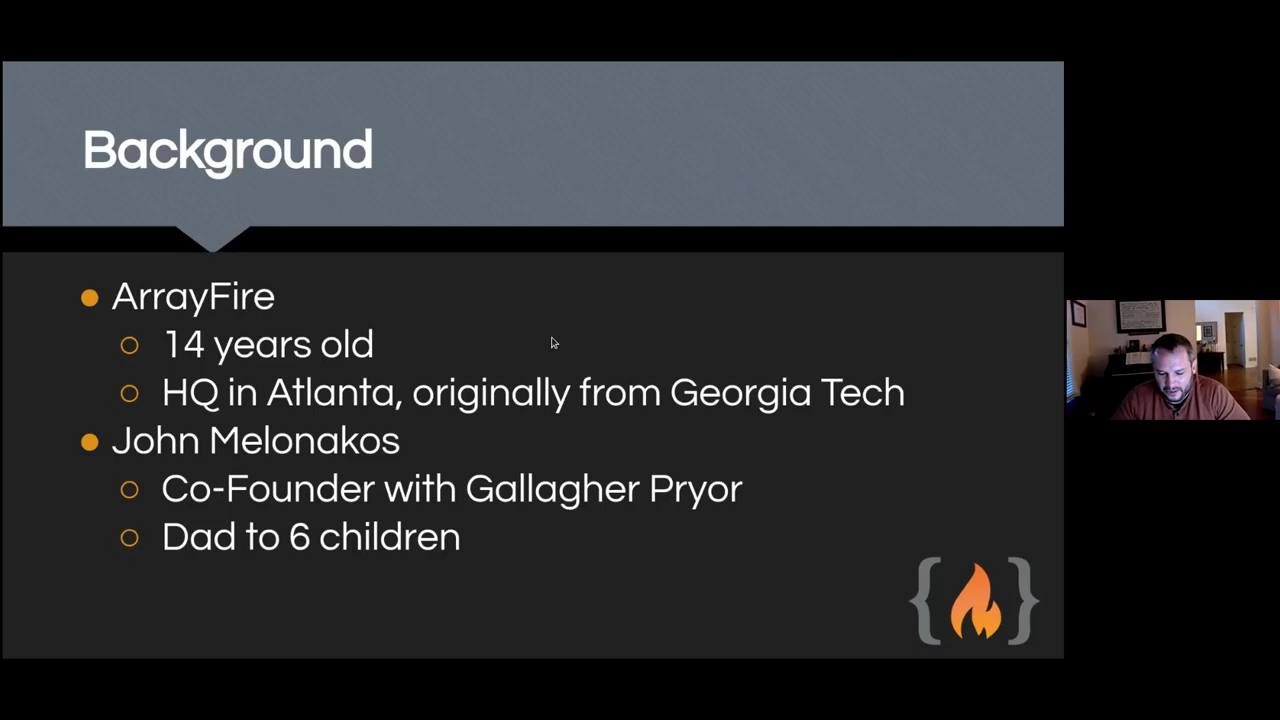 Background
ArrayFire
14 years old
HQ in Atlanta, originally from Georgia Tech
John Melonakos
Co-Founder with Gallagher Pryor
Dad to 6 children
{ }